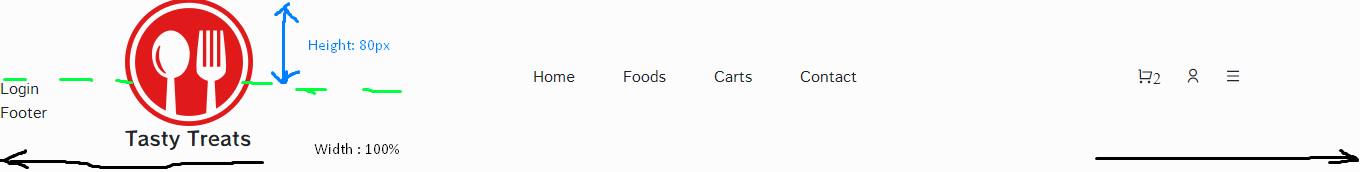 Height: 80px
Home Foods Carts Contact 2
Login
Footer
Tasty Treats
Width : 100%